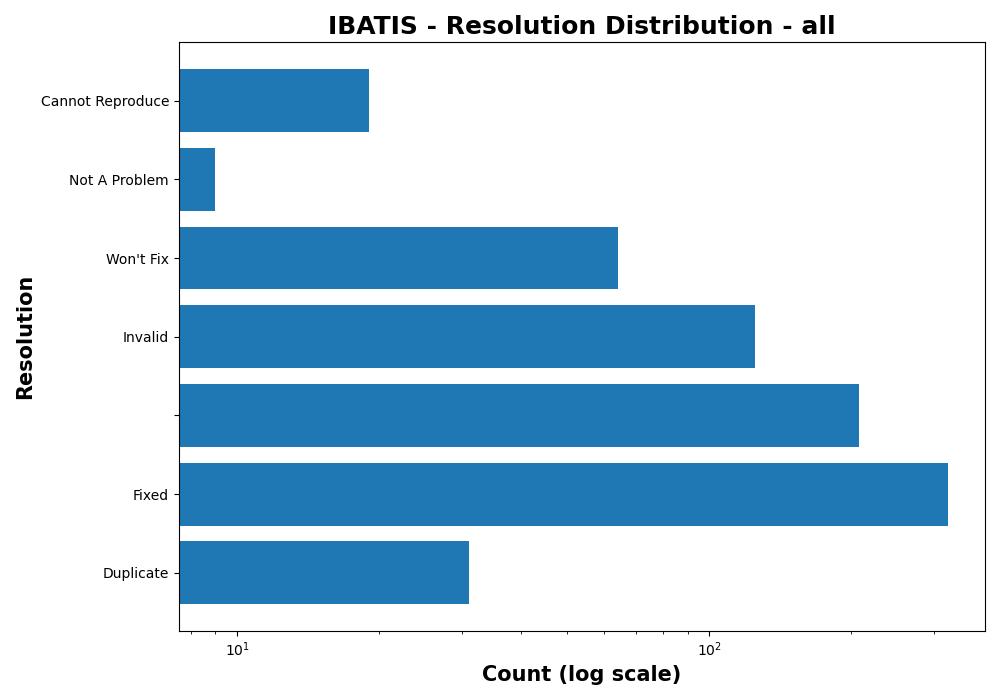 IBATIS - Resolution Distribution - all
Cannot Reproduce
Not A Problem
Won't Fix
Invalid
Fixed
Duplicate
Resolution
10¹
10²
Count (log scale)